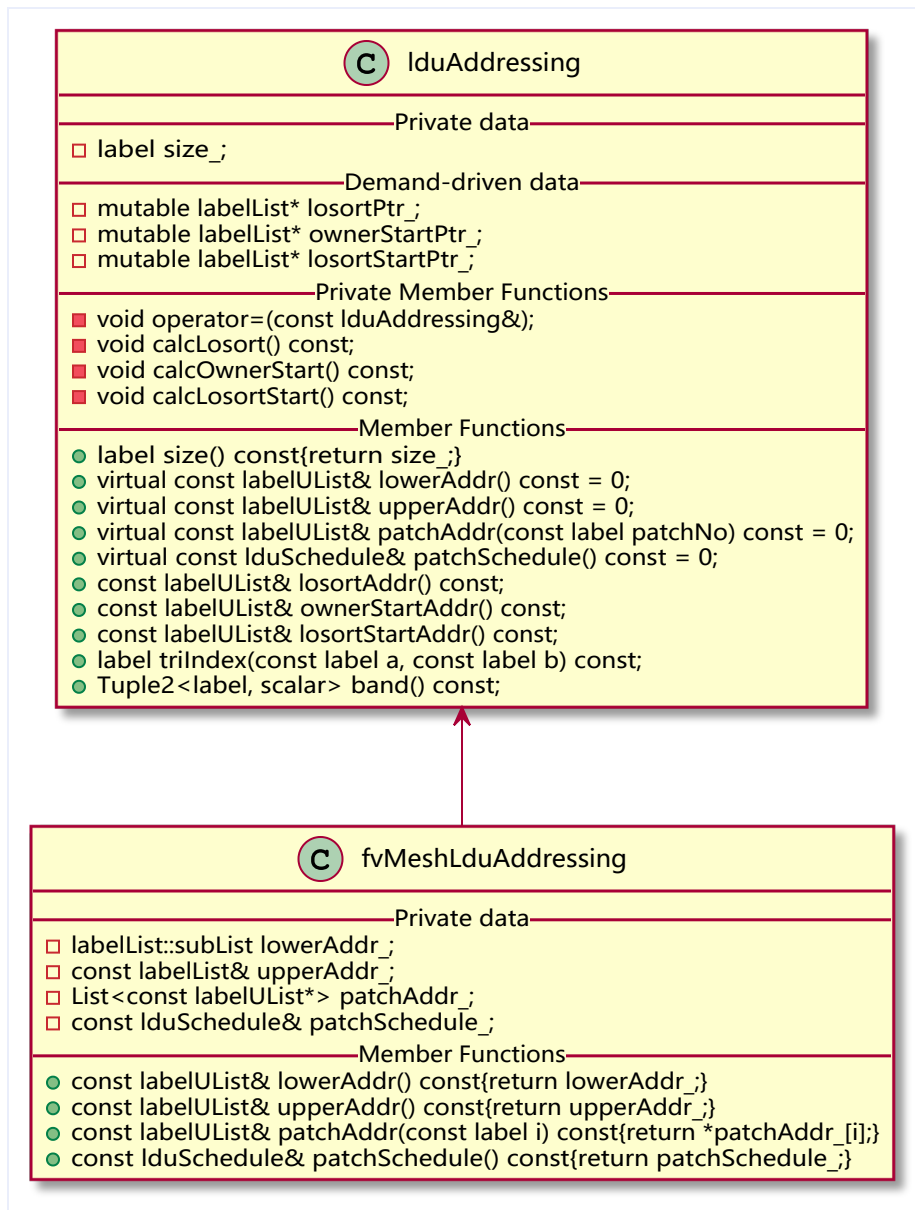 C lduAddressing
Private data
label size_;
Demand-driven data
mutable labelList* losortPtr_;
mutable labelList* ownerStartPtr_;
mutable labelList* losortStartPtr_;
Private Member Functions
void operator=(const lduAddressing&);
void calcLosort() const;
void calcOwnerStart() const;
void calcLosortStart() const;
Member Functions
label size() const{return size_;}
virtual const labelUList& lowerAddr() const = 0;
virtual const labelUList& upperAddr() const = 0;
virtual const labelUList& patchAddr(const label patchNo) const = 0;
virtual const lduSchedule& patchSchedule() const = 0;
const labelUList& losortAddr() const;
const labelUList& ownerStartAddr() const;
const labelUList& losortStartAddr() const;
label triIndex(const label a, const label b) const;
Tuple2<label, scalar> band() const;
C fvMeshLduAddressing
Private data
labelList::subList lowerAddr_;
const labelList& upperAddr_;
List<const labelUList*> patchAddr_;
const lduSchedule& patchSchedule_;
Member Functions
const labelUList& lowerAddr() const{return lowerAddr_;}
const labelUList& upperAddr() const{return upperAddr_;}
const labelUList& patchAddr(const label i) const{return *patchAddr_[i];}
const lduSchedule& patchSchedule() const{return patchSchedule_;}